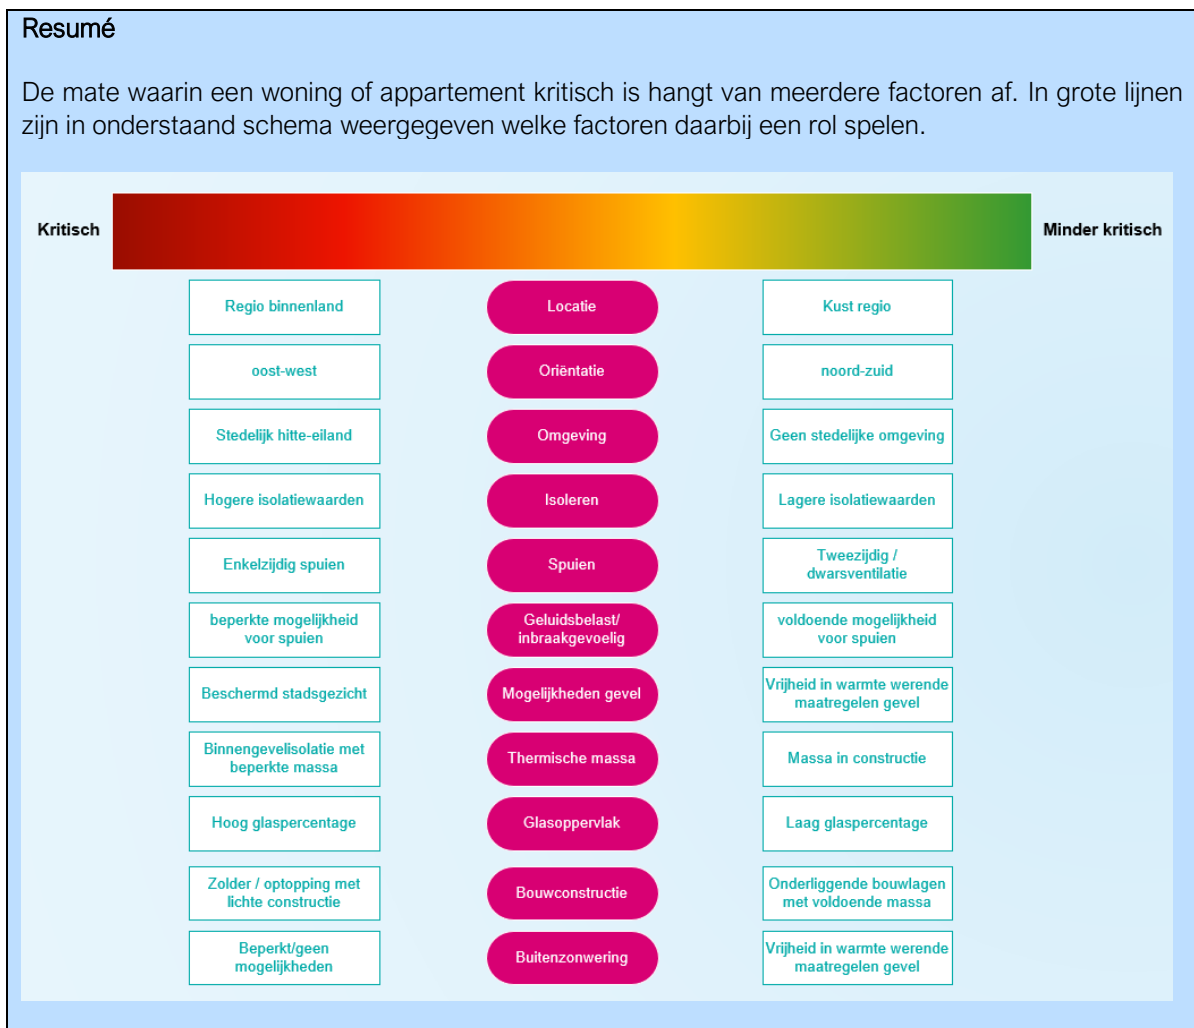 Resumé
De mate waarin een woning of appartement kritisch is hangt van meerdere factoren af. In grote lijnen
zijn in onderstaand schema weergegeven welke factoren daarbij een rol spelen.
Kritisch
Minder kritisch
Regio binnenland
Locatie
Kust regio
oost-west
Oriëntatie
noord-zuid
Stedelijk hitte-eiland
Omgeving
Geen stedelijke omgeving
Hogere isolatiewaarden
Isoleren
Lagere isolatiewaarden
Enkelzijdig spuien
Spuien
Tweezijdig /
dwarsventilatie
beperkte mogelijkheid
voor spuien
Geluidsbelast/
inbraakgevoelig
voldoende mogelijkheid
voor spuien
Beschermd stadsgezicht
Mogelijkheden gevel
Vrijheid in warmte werende
maatregelen gevel
Binnengevelisolatie met
beperkte massa
Thermische massa
Massa in constructie
Hoog glaspercentage
Glasoppervlak
Laag glaspercentage
Zolder / optopping met
lichte constructie
Bouwconstructie
Onderliggende bouwlagen
met voldoende massa
Beperkt/geen
mogelijkheden
Buitenzonwering
Vrijheid in warmte werende
maatregelen gevel